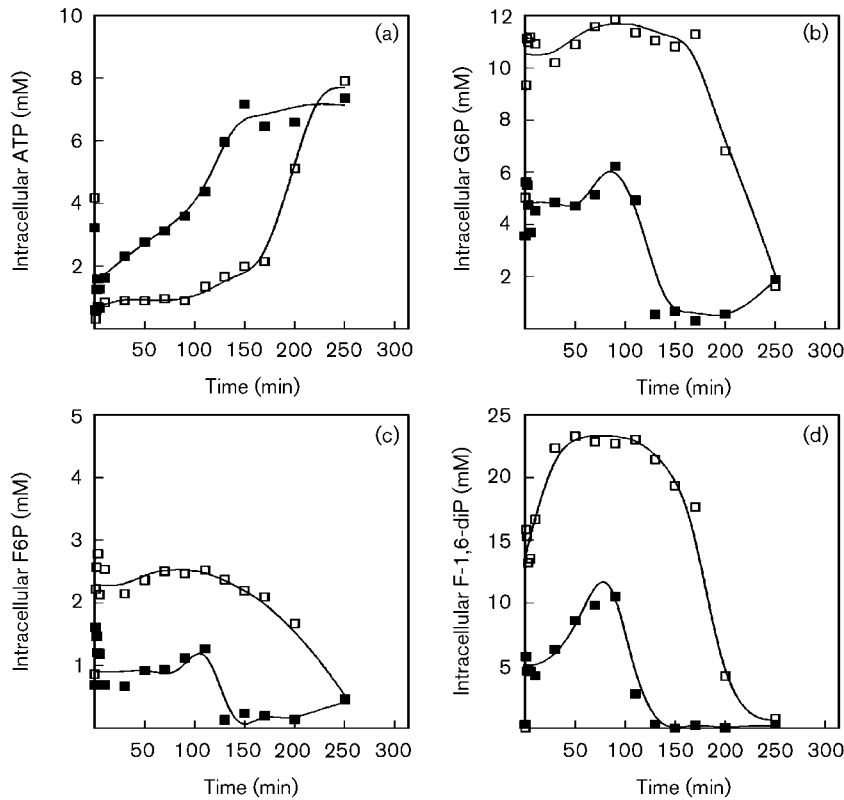 (a)
Intracellular ATP (mM)
10
8
6
4
2
50 100 150 200 250 300
Time (min)
(b)
Intracellular G6P (mM)
12
10
8
6
4
2
50 100 150 200 250 300
Time (min)
(c)
Intracellular F6P (mM)
5
4
3
2
1
50 100 150 200 250 300
Time (min)
(d)
Intracellular F-1,6-diP (mM)
25
20
15
10
5
50 100 150 200 250 300
Time (min)